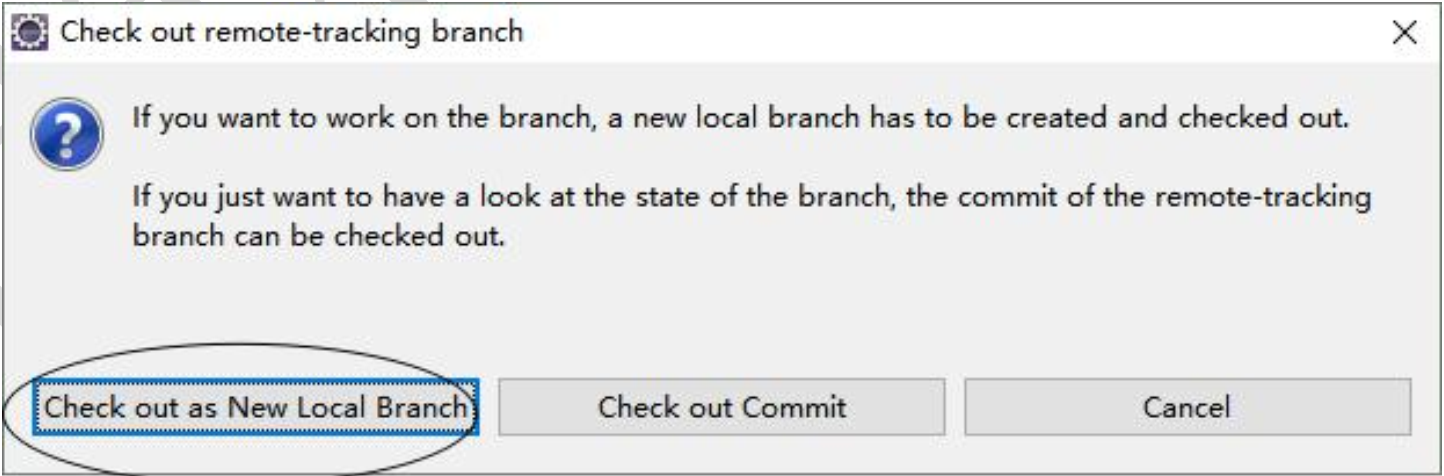 Check out remote-tracking branch
If you want to work on the branch, a new local branch has to be created and checked out.
If you just want to have a look at the state of the branch, the commit of the remote-tracking
branch can be checked out.
Check out as New Local Branch
Check out Commit
Cancel